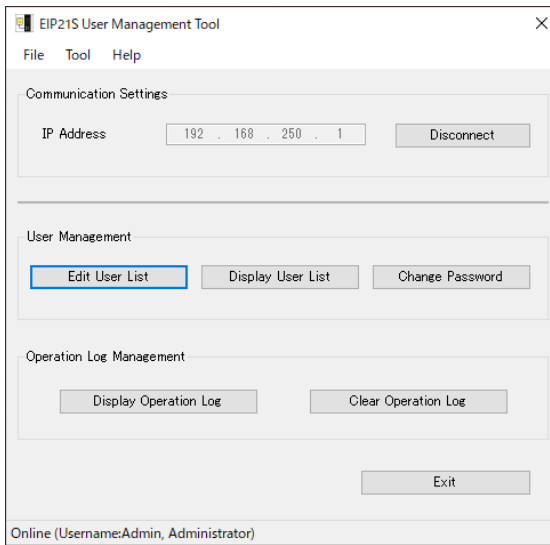 EIP21S User Management Tool
File Tool Help
Communication Settings
IP Address 192 . 168 . 250 . 1 Disconnect
User Management
Edit User List Display User List Change Password
Operation Log Management
Display Operation Log Clear Operation Log
Exit
Online (Username:Admin, Administrator)